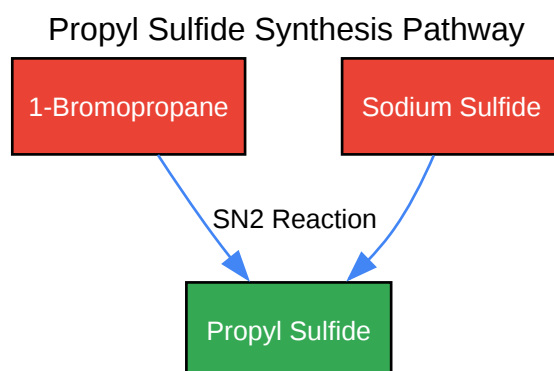 Propyl Sulfide Synthesis Pathway
1-Bromopropane
Sodium Sulfide
SN2 Reaction
Propyl Sulfide